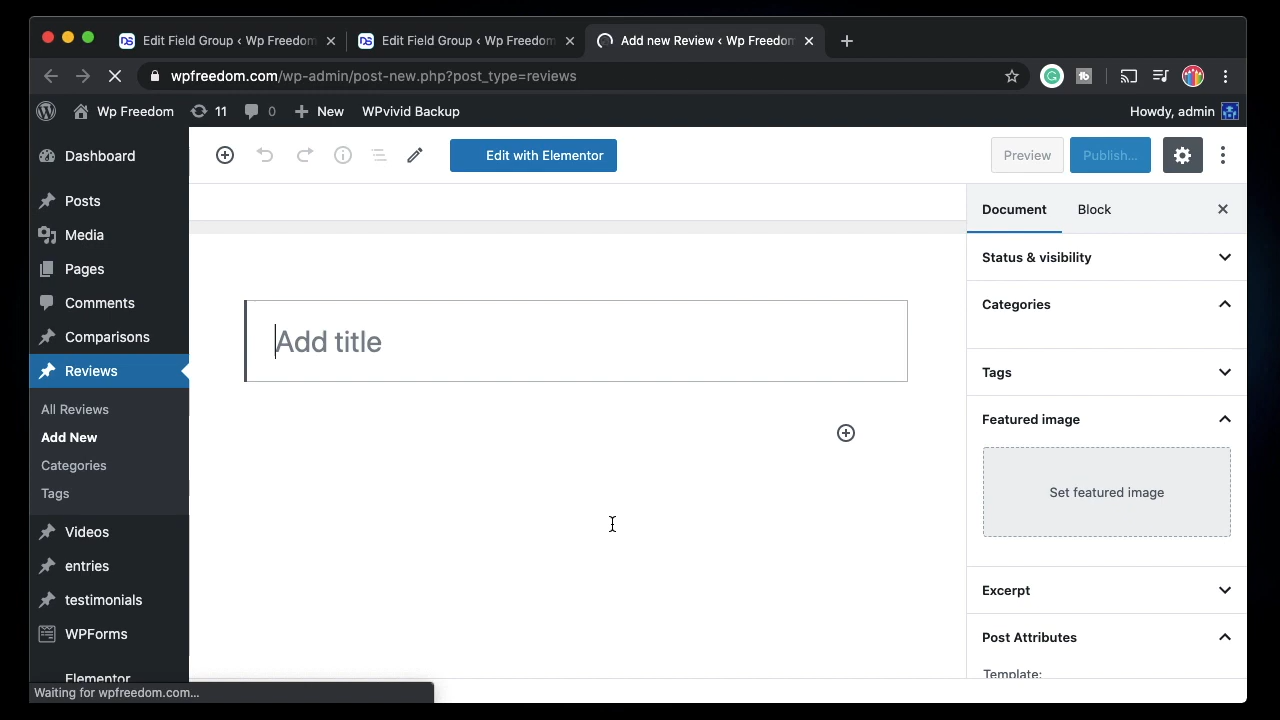 Edit Field Group ‹ Wp Freedom
Edit Field Group ‹ Wp Freedom
Add new Review ‹ Wp Freedom
wpfreedom.com/wp-admin/post-new.php?post_type=reviews
Wp Freedom
11
0
New
WPvivid Backup
Howdy, admin
Dashboard
Posts
Media
Pages
Comments
Comparisons
Reviews
All Reviews
Add New
Categories
Tags
Videos
entries
testimonials
WPForms
Elementor
Edit with Elementor
Preview
Publish...
Add title
Document
Block
Status & visibility
Categories
Tags
Featured image
Set featured image
Excerpt
Post Attributes
Template:
Waiting for wpfreedom.com...